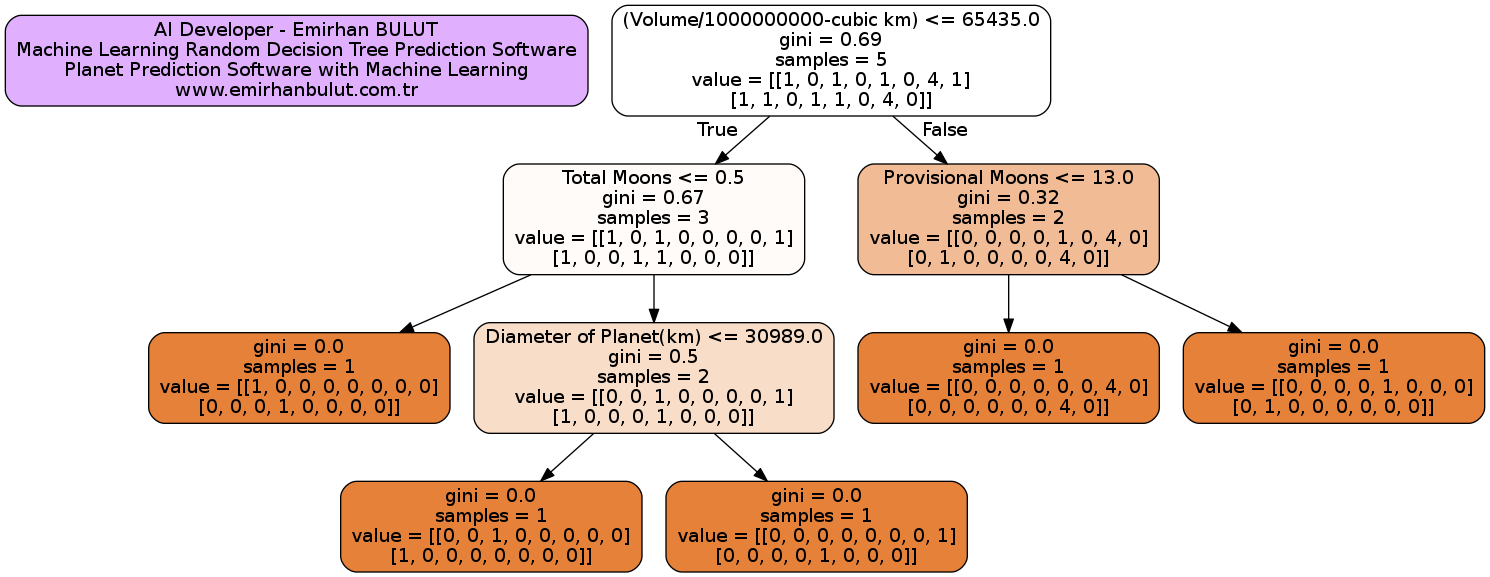 AI Developer - Emirhan BULUT
Machine Learning Random Decision Tree Prediction Software
Planet Prediction Software with Machine Learning
www.emirhanbulut.com.tr
(Volume/1000000000-cubic km) <= 65435.0
gini = 0.69
samples = 5
value = [[1, 0, 1, 0, 1, 0, 4, 1]
[1, 1, 0, 1, 1, 0, 4, 0]]
True
False
Total Moons <= 0.5
gini = 0.67
samples = 3
value = [[1, 0, 1, 0, 0, 0, 0, 1]
[1, 0, 0, 1, 1, 0, 0, 0]]
Provisional Moons <= 13.0
gini = 0.32
samples = 2
value = [[0, 0, 0, 0, 1, 0, 4, 0]
[0, 1, 0, 0, 0, 0, 4, 0]]
gini = 0.0
samples = 1
value = [[1, 0, 0, 0, 0, 0, 0, 0]
[0, 0, 0, 1, 0, 0, 0, 0]]
Diameter of Planet(km) <= 30989.0
gini = 0.5
samples = 2
value = [[0, 0, 1, 0, 0, 0, 0, 1]
[1, 0, 0, 0, 1, 0, 0, 0]]
gini = 0.0
samples = 1
value = [[0, 0, 0, 0, 0, 0, 4, 0]
[0, 0, 0, 0, 0, 0, 4, 0]]
gini = 0.0
samples = 1
value = [[0, 0, 0, 0, 1, 0, 0, 0]
[0, 1, 0, 0, 0, 0, 0, 0]]
gini = 0.0
samples = 1
value = [[0, 0, 1, 0, 0, 0, 0, 0]
[1, 0, 0, 0, 0, 0, 0, 0]]
gini = 0.0
samples = 1
value = [[0, 0, 0, 0, 0, 0, 0, 1]
[0, 0, 0, 0, 1, 0, 0, 0]]